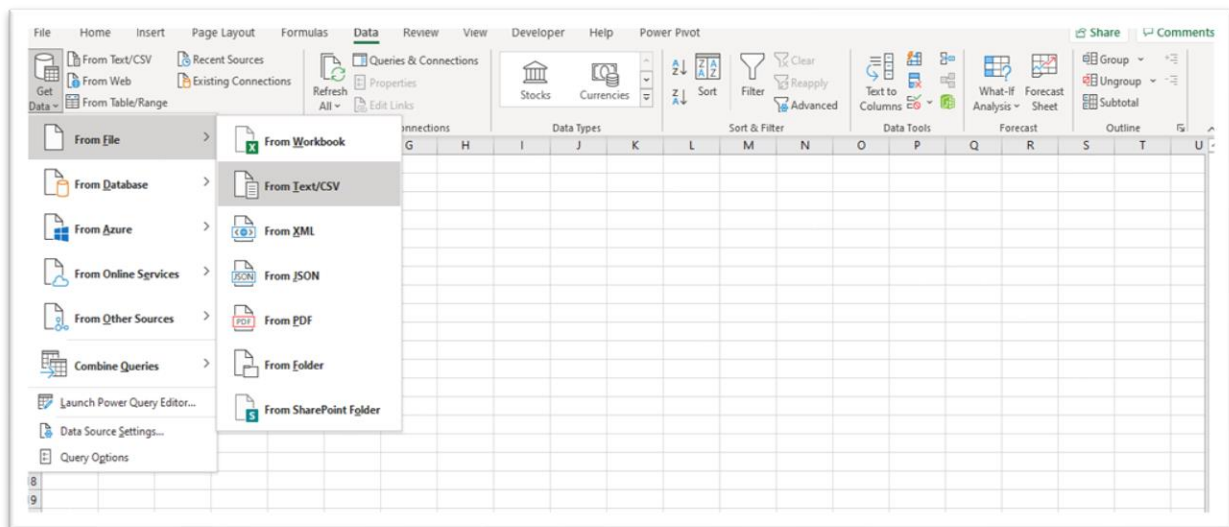 File Home Insert Page Layout Formulas Data Review View Developer Help Power Pivot Share Comments
From Text/CSV Recent Sources Queries & Connections Clear Group
Get Data From Web Existing Connections Refresh All Properties Stocks Currencies Sort Filter Reapply Text to Columns What-If Analysis Forecast Sheet Ungroup
From Table/Range Edit Links Advanced Subtotal
onnections Data Types Sort & Filter Data Tools Forecast Outline
G H I J K L M N O P Q R S T U
From File
From Database
From Azure
From Online Services
From Other Sources
Combine Queries
Launch Power Query Editor...
Data Source Settings...
Query Options
From Workbook
From Text/CSV
From XML
JSON From JSON
PDF From PDF
From Folder
From SharePoint Folder